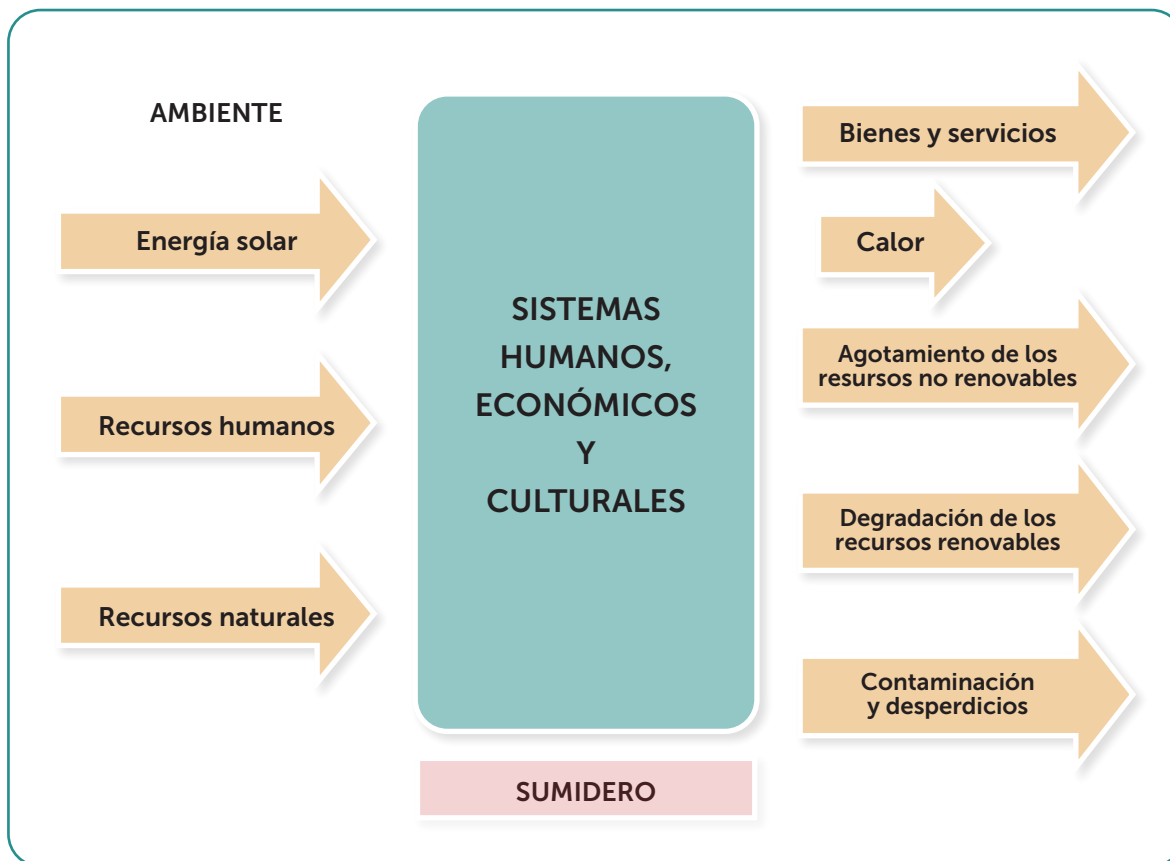 AMBIENTE
Energía solar
Recursos humanos
Recursos naturales
SISTEMAS
HUMANOS,
ECONÓMICOS
Y
CULTURALES
SUMIDERO
Bienes y servicios
Calor
Agotamiento de los
resursos no renovables
Degradación de los
recursos renovables
Contaminación
y desperdicios